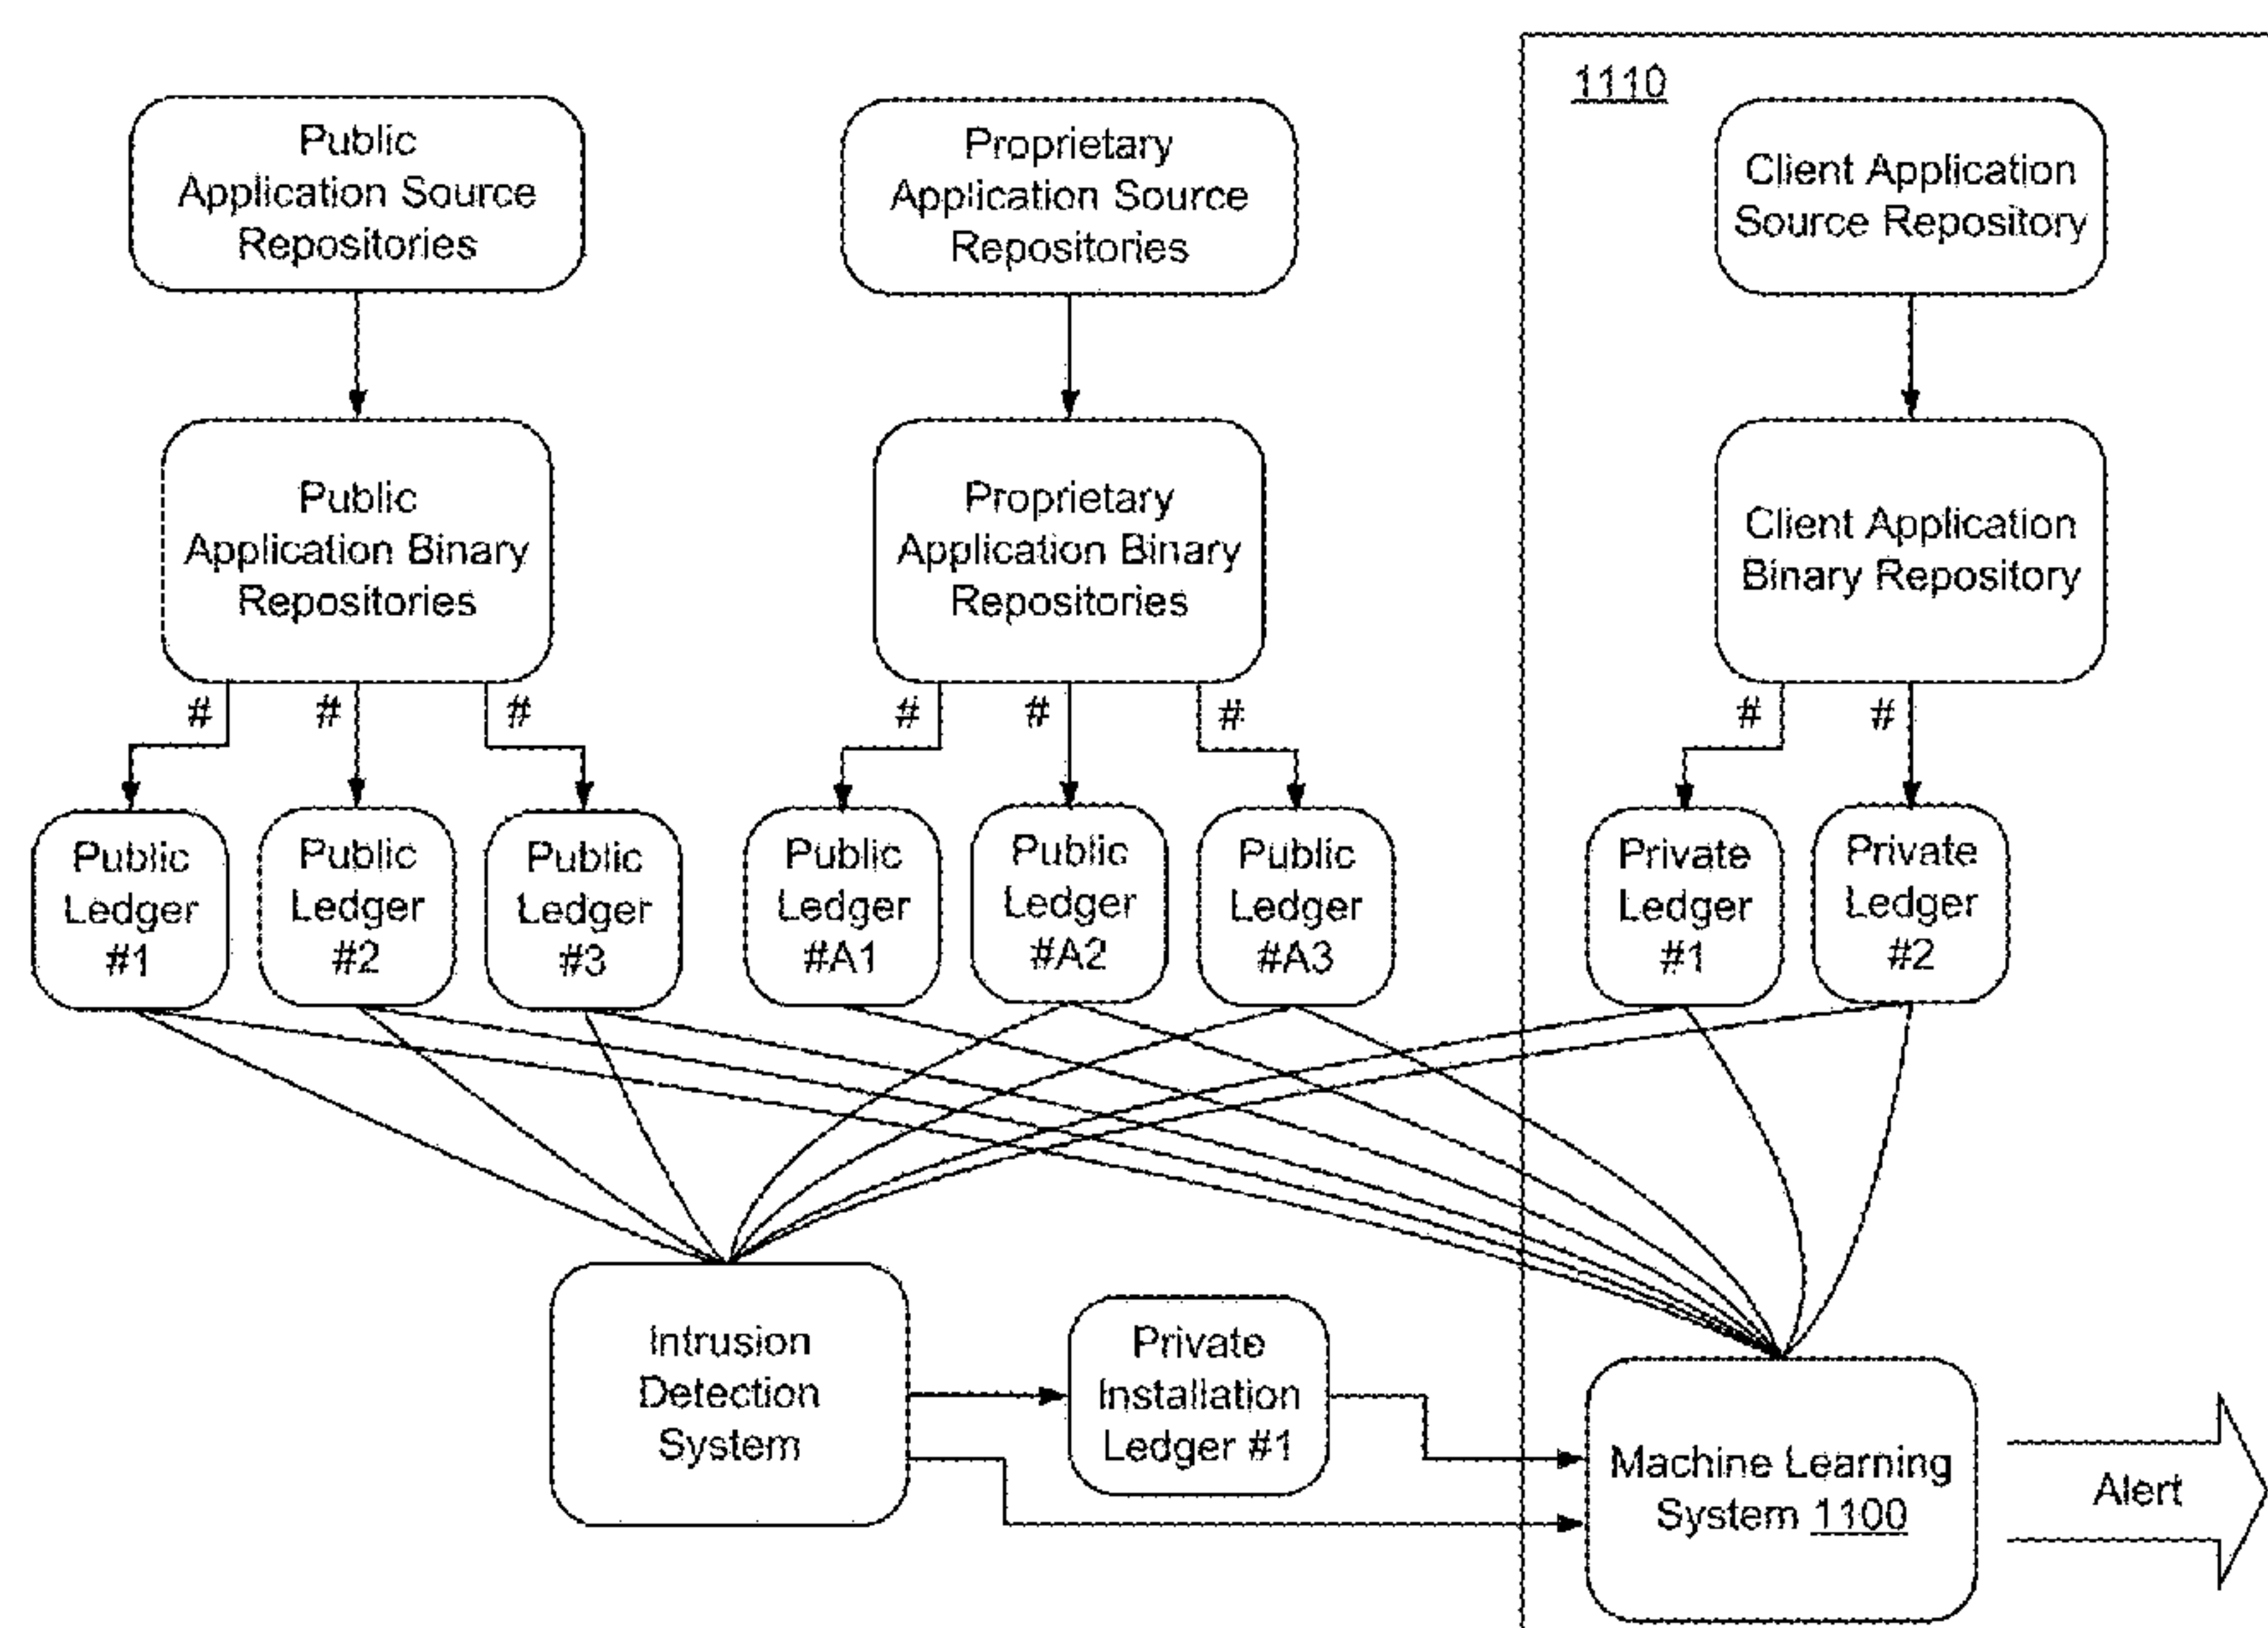 1110
Public
Application Source
Repositories
Proprietary
Application Source
Repositories
Client Application
Source Repository
Public
Application Binary
Repositories
Proprietary
Application Binary
Repositories
Client Application
Binary Repository
# # # # # # # #
Public
Ledger
#1
Public
Ledger
#2
Public
Ledger
#3
Public
Ledger
#A1
Public
Ledger
#A2
Public
Ledger
#A3
Private
Ledger
#1
Private
Ledger
#2
Intrusion
Detection
System
Private
Installation
Ledger #1
Machine Learning
System 1100
Alert